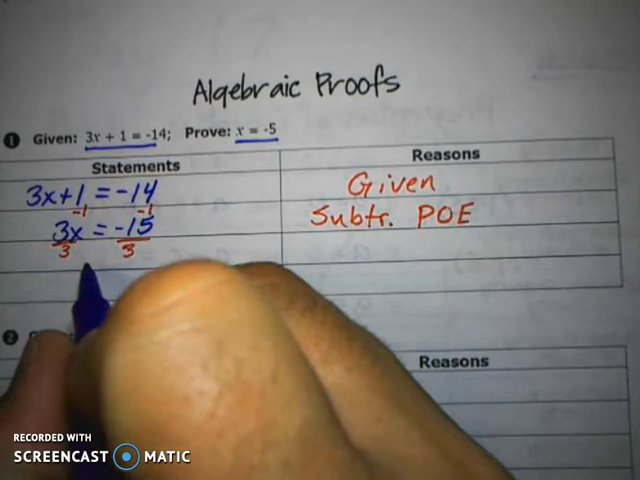 Algebraic Proofs
1 Given: 3x + 1 = -14; Prove: x = -5
Statements Reasons
3x+1 = -14 Given
-1 -1
3x = -15 Subtr. POE
3 3
2
Reasons
RECORDED WITH
SCREENCAST MATIC